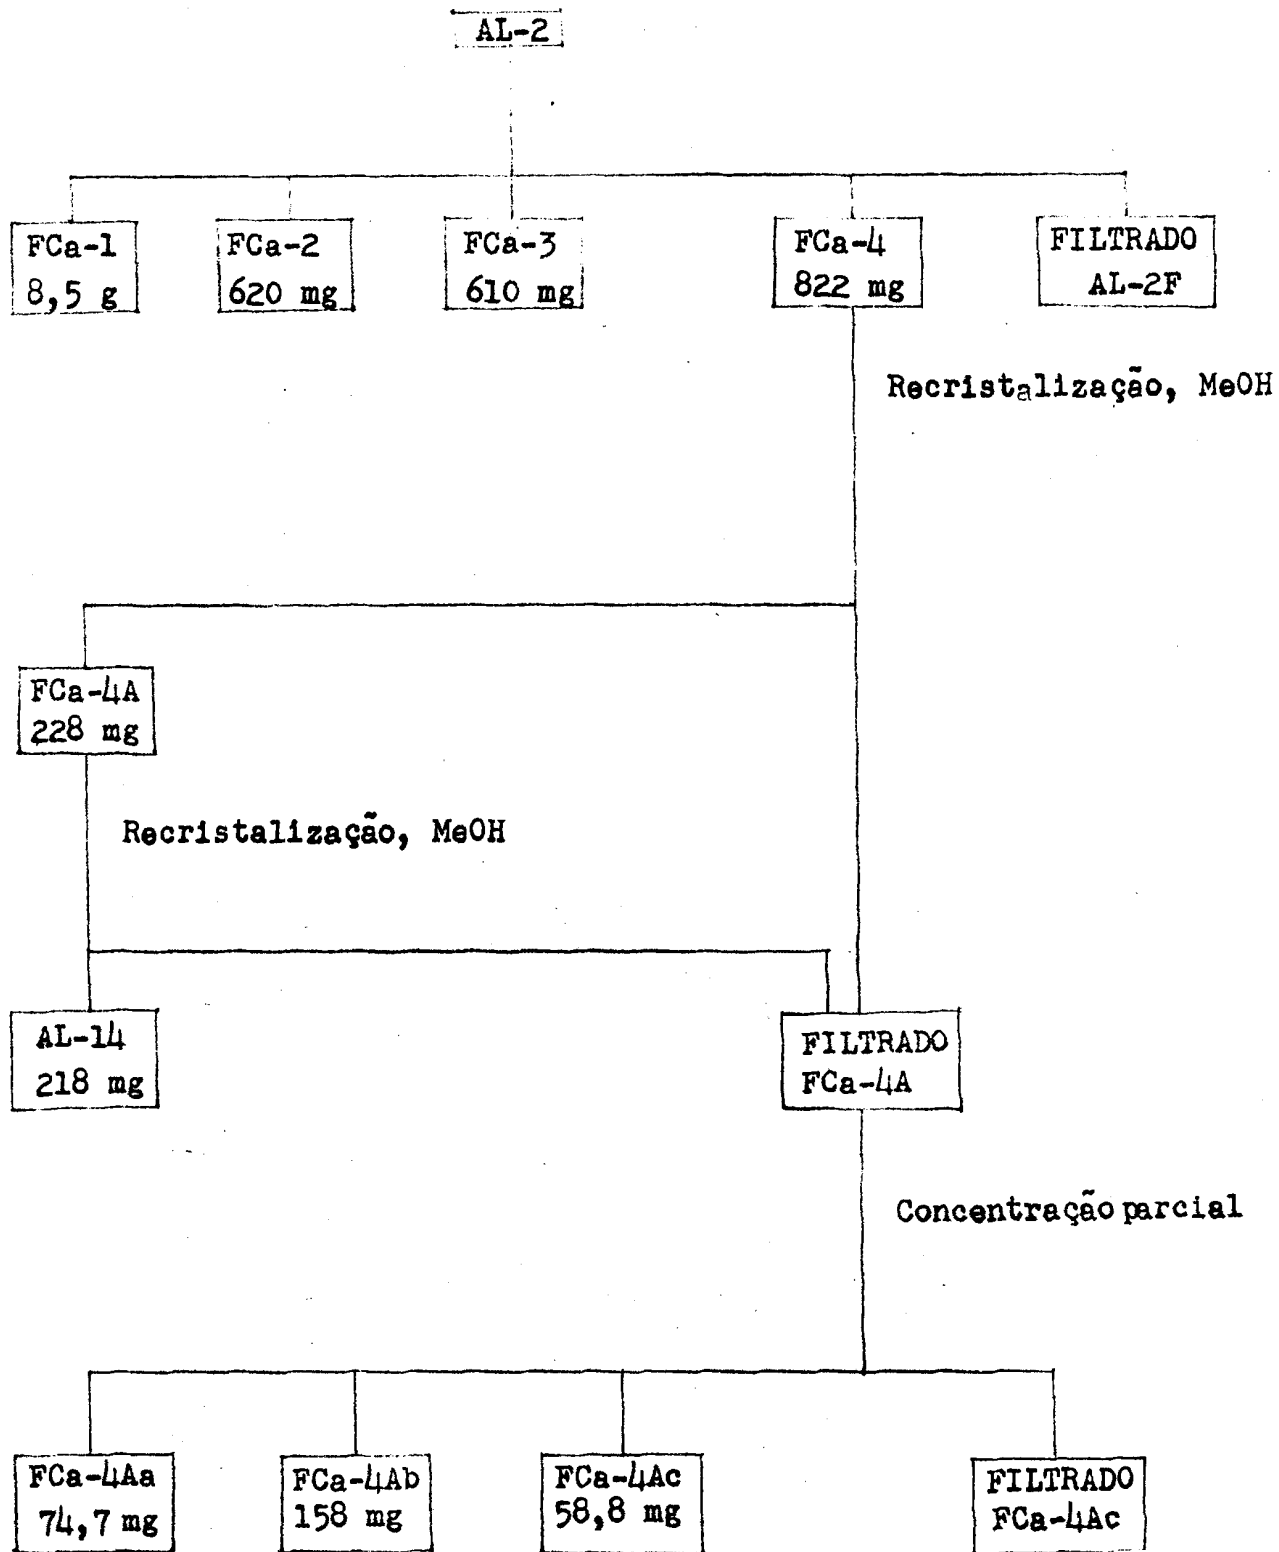 AL-2
FCa-1
8,5 g
FCa-2
620 mg
FCa-3
610 mg
FCa-4
822 mg
FILTRADO
AL-2F
Recristalização, MeOH
FCa-4A
228 mg
Recristalização, MeOH
AL-14
218 mg
FILTRADO
FCa-4A
Concentração parcial
FCa-4Aa
74,7 mg
FCa-4Ab
158 mg
FCa-4Ac
58,8 mg
FILTRADO
FCa-4Ac